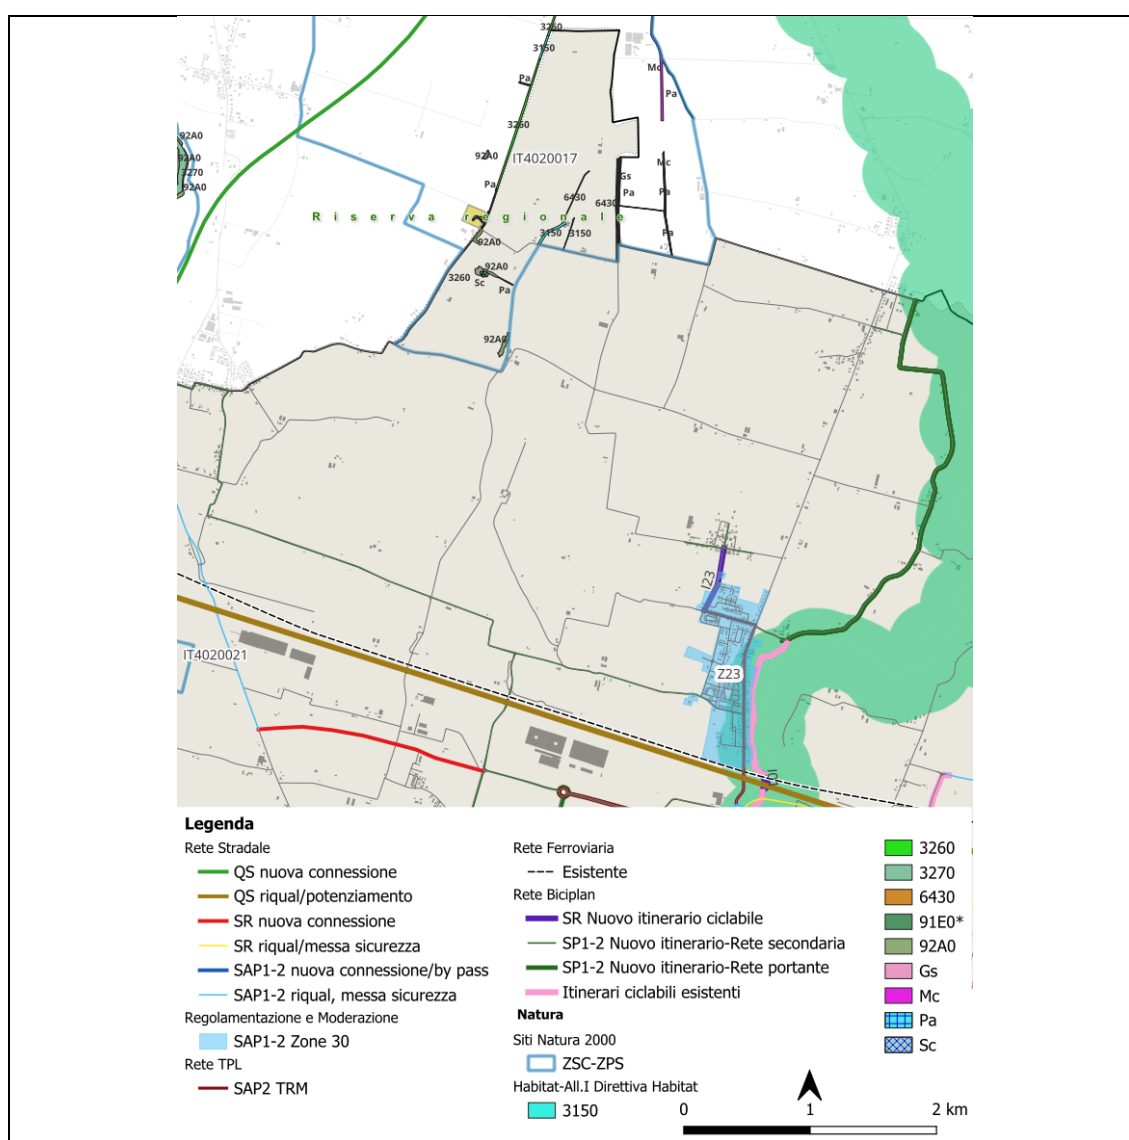 3260
3150
Pa
3260
92A0
IT4020017
Pa
Mc
Pa
92A0
92A0
3270
92A0
Gs
Pa
Mc
Pa
6430
6430
Riserva regionale
3150
3150
Pa
92A0
92A0
3260
Sc
Pa
92A0
I23
IT4020021
Z23
Legenda
Rete Stradale
QS nuova connessione
QS riqual/potenziamento
SR nuova connessione
SR riqual/messa sicurezza
SAP1-2 nuova connessione/by pass
SAP1-2 riqual, messa sicurezza
Regolamentazione e Moderazione
SAP1-2 Zone 30
Rete TPL
SAP2 TRM
Rete Ferroviaria
Esistente
Rete Biciplan
SR Nuovo itinerario ciclabile
SP1-2 Nuovo itinerario-Rete secondaria
SP1-2 Nuovo itinerario-Rete portante
Itinerari ciclabili esistenti
Natura
Siti Natura 2000
ZSC-ZPS
Habitat-All.I Direttiva Habitat
3150
3260
3270
6430
91E0*
92A0
Gs
Mc
Pa
Sc
0 1 2 km